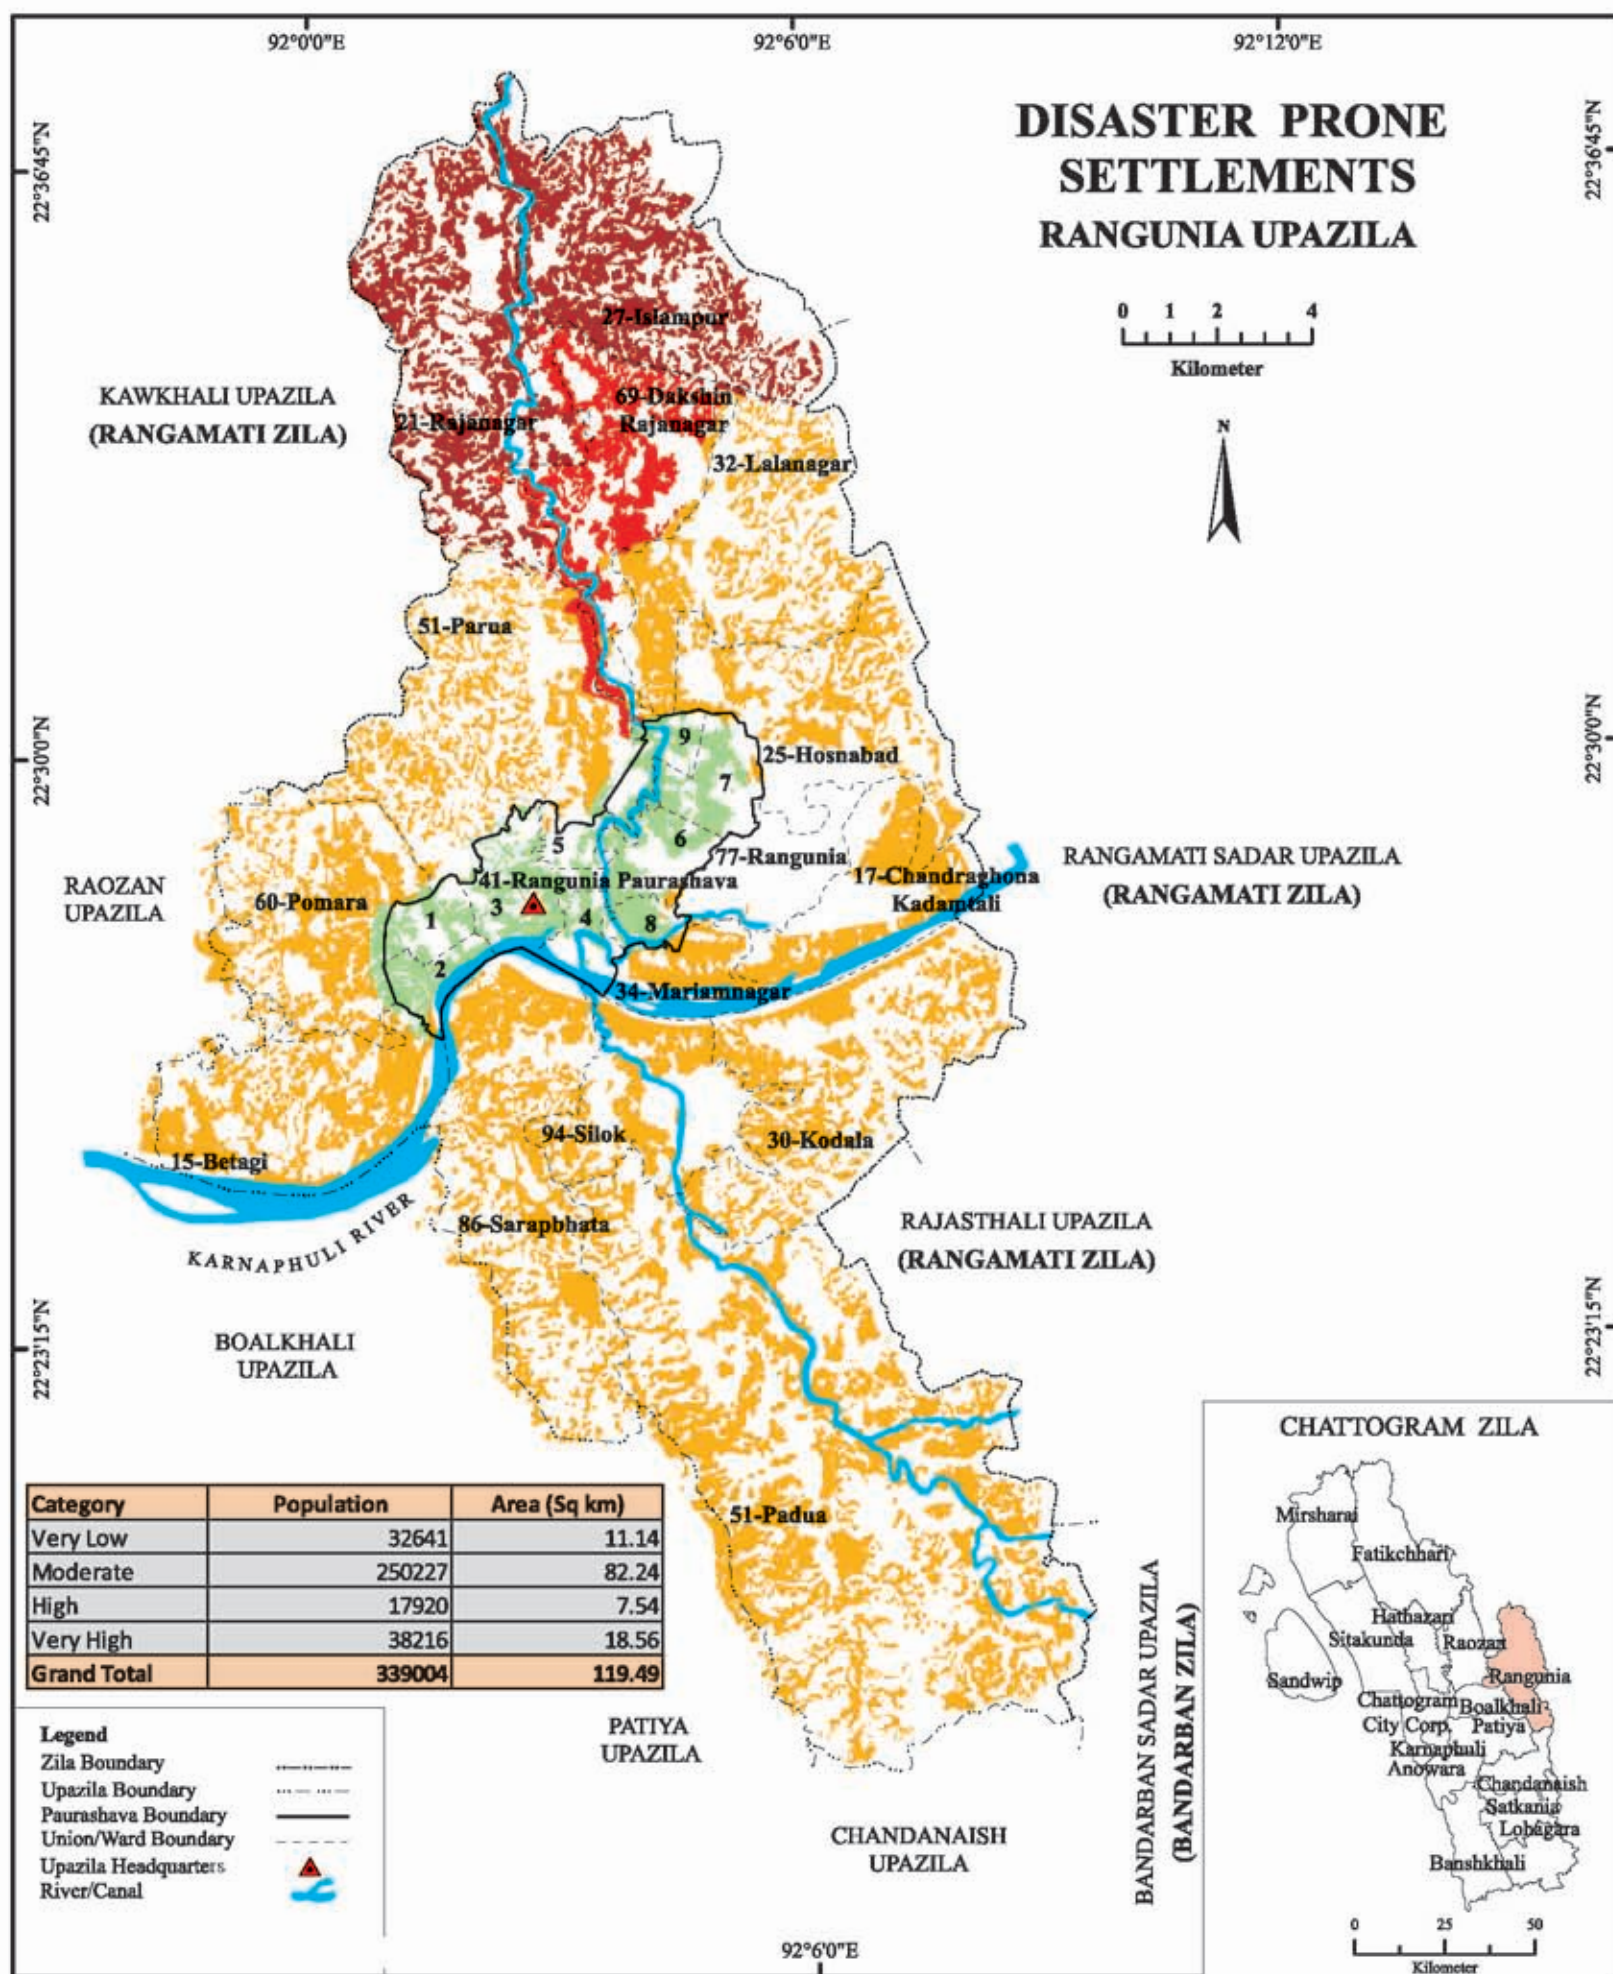 92°0'0"E
92°6'0"E
92°12'0"E
22°36'45"N
22°36'45"N
DISASTER PRONE
SETTLEMENTS
RANGUNIA UPAZILA
0 1 2 4
Kilometer
N
KAWKHALI UPAZILA
(RANGAMATI ZILA)
27-Islampur
69-Dakshin
Rajanagar
21-Rajanagar
32-Lalanagar
51-Parua
22°30'0"N
22°30'0"N
2
9
7
25-Hosnabad
5
6
77-Rangunia
RANGAMATI SADAR UPAZILA
(RANGAMATI ZILA)
RAOZAN
UPAZILA
41-Rangunia Paurashava
17-Chandraghona
Kadamtali
60-Pomara
1
3
4
8
2
34-Mariamnagar
94-Silok
30-Kodala
15-Betagi
KARNAPHULI RIVER
86-Sarapbhata
RAJASTHALI UPAZILA
(RANGAMATI ZILA)
BOALKHALI
UPAZILA
22°23'15"N
22°23'15"N
51-Padua
Category Population Area (Sq km)
Very Low 32641 11.14
Moderate 250227 82.24
High 17920 7.54
Very High 38216 18.56
Grand Total 339004 119.49
Legend
Zila Boundary
Upazila Boundary
Paurashava Boundary
Union/Ward Boundary
Upazila Headquarters
River/Canal
PATIYA
UPAZILA
CHANDANAISH
UPAZILA
BANDARBAN SADAR UPAZILA
(BANDARBAN ZILA)
92°6'0"E
CHATTOGRAM ZILA
Mirsharai
Fatikchhari
Hathazari
Sitakunda
Raozan
Sandwip
Rangunia
Chattogram
City Corp.
Boalkhali
Patiya
Karnaphuli
Anowara
Chandanaish
Satkania
Lohagara
Banshkhali
0 25 50
Kilometer